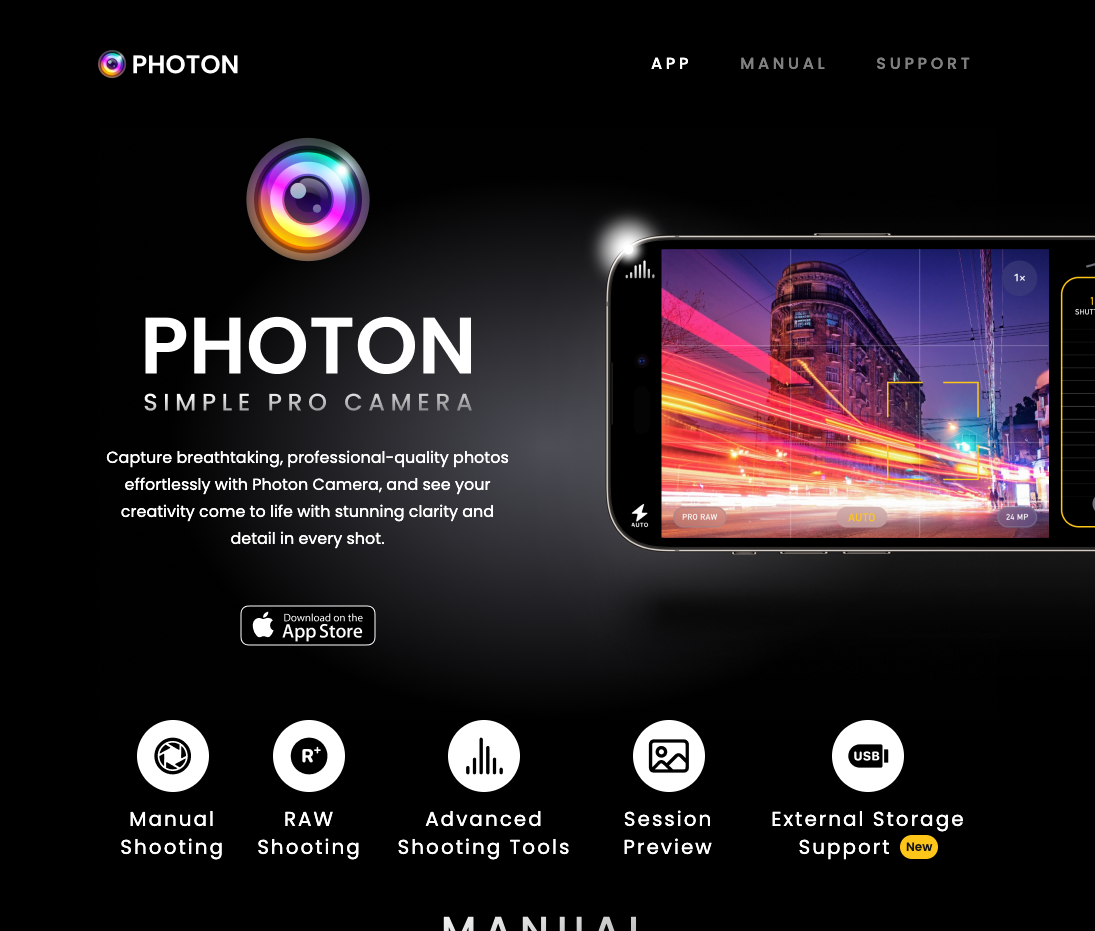 PHOTON
APP MANUAL SUPPORT
PHOTON
SIMPLE PRO CAMERA
Capture breathtaking, professional-quality photos
effortlessly with Photon Camera, and see your
creativity come to life with stunning clarity and
detail in every shot.
Download on the
App Store
1×
AUTO
PRO RAW
AUTO
24 MP
Manual
Shooting
R+
RAW
Shooting
Advanced
Shooting Tools
Session
Preview
USB
External Storage
Support New